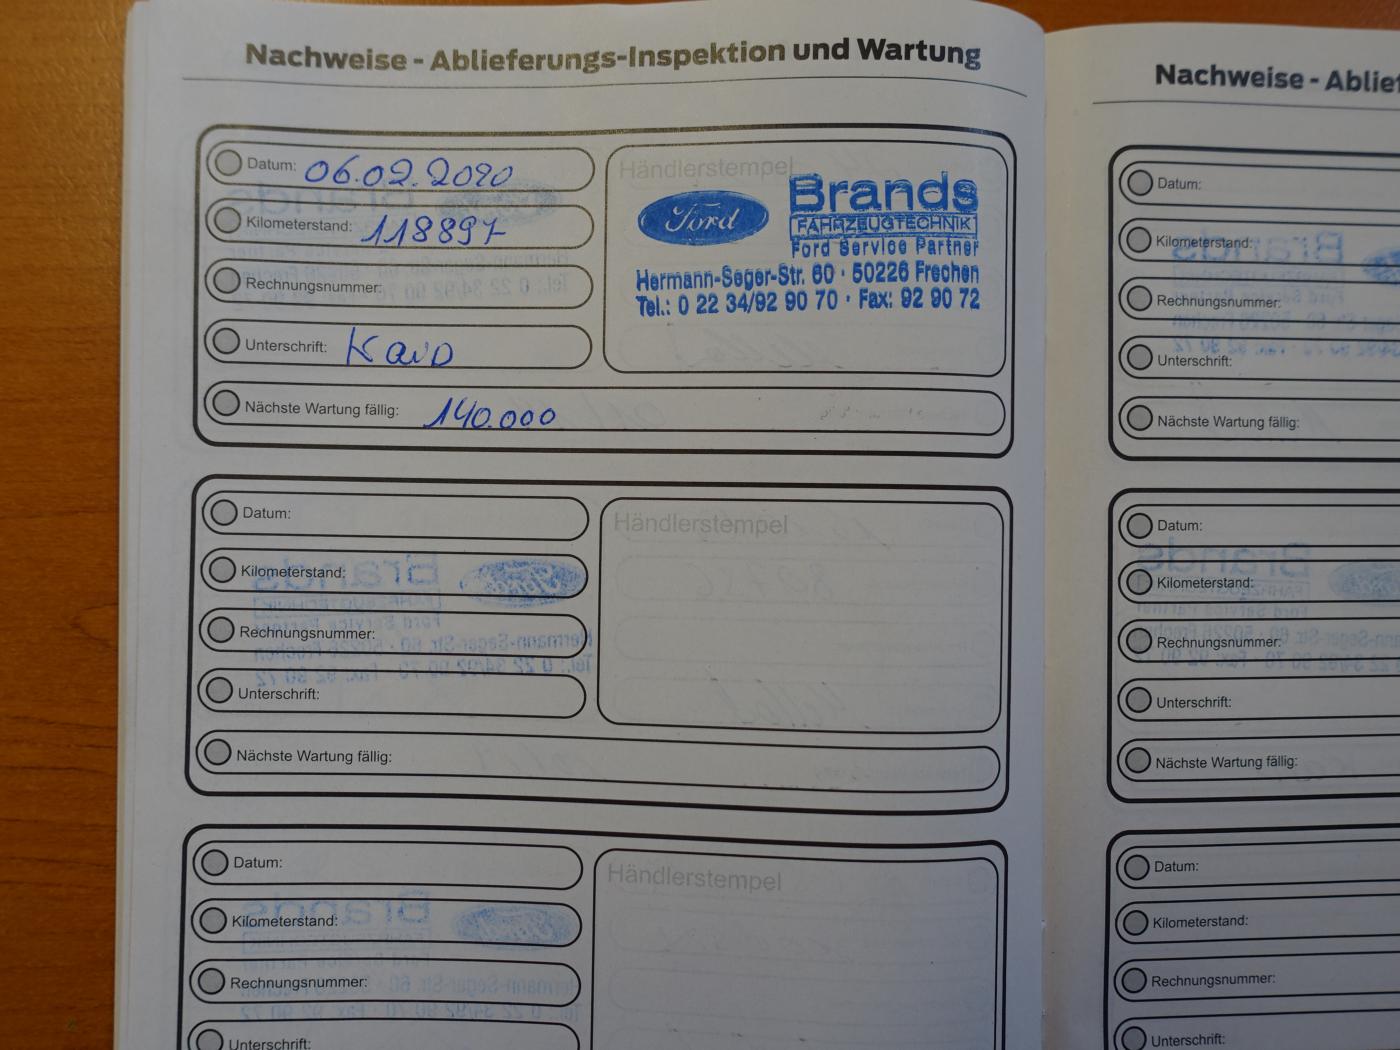 Nachweise - Ablieferungs-Inspektion und Wartung
Datum: 06.02.2020
Kilometerstand: 118897
Rechnungsnummer:
Unterschrift:
Nächste Wartung fällig: 140.000
Händlerstempel
Ford
Brands
FAHRZEUGTECHNIK
Ford Service Partner
Hermann-Seger-Str. 60 · 50226 Frechen
Tel.: 0 22 34/92 90 70 · Fax: 92 90 72
Datum:
Kilometerstand:
Rechnungsnummer:
Unterschrift:
Nächste Wartung fällig:
Händlerstempel
Datum:
Kilometerstand:
Rechnungsnummer:
Unterschrift:
Händlerstempel
Nachweise - Ablief
Datum:
Kilometerstand:
Rechnungsnummer:
Unterschrift:
Nächste Wartung fällig:
Datum:
Kilometerstand:
Rechnungsnummer:
Unterschrift:
Nächste Wartung fällig:
Datum:
Kilometerstand:
Rechnungsnummer:
Unterschrift: